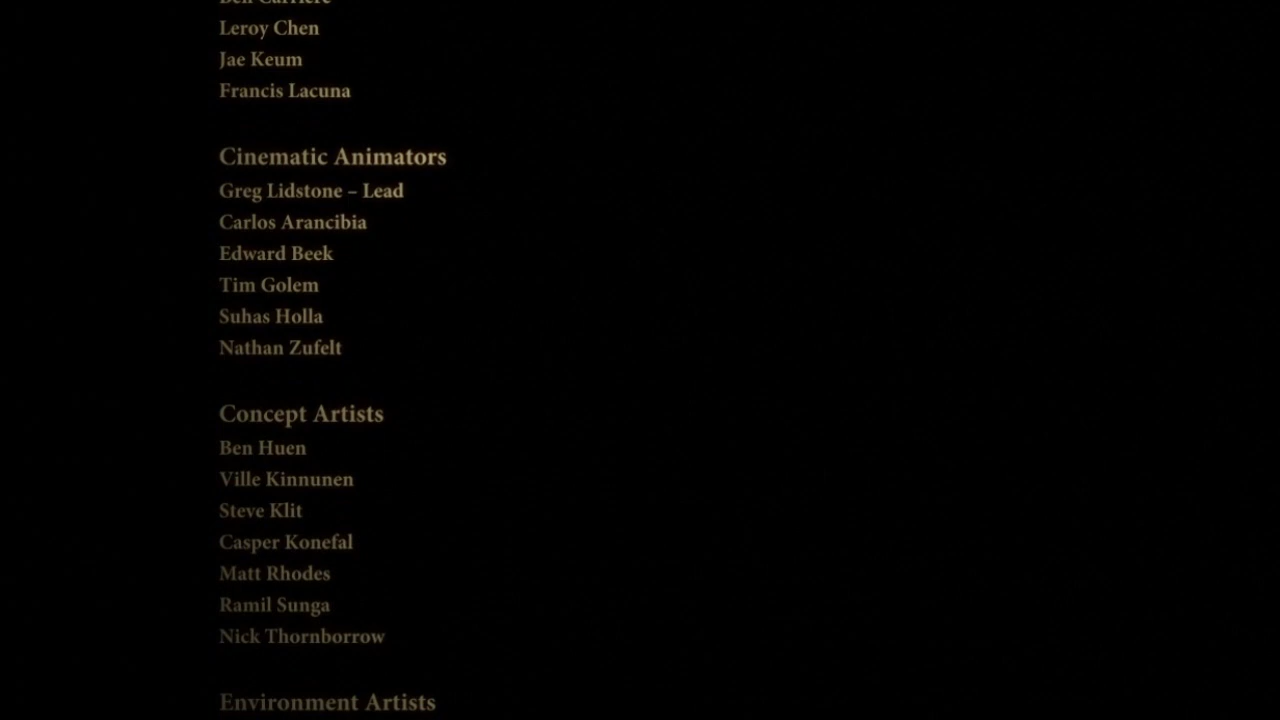 Ben Carriere
Leroy Chen
Jae Keum
Francis Lacuna
Cinematic Animators
Greg Lidstone – Lead
Carlos Arancibia
Edward Beek
Tim Golem
Suhas Holla
Nathan Zufelt
Concept Artists
Ben Huen
Ville Kinnunen
Steve Klit
Casper Konefal
Matt Rhodes
Ramil Sunga
Nick Thornborrow
Environment Artists